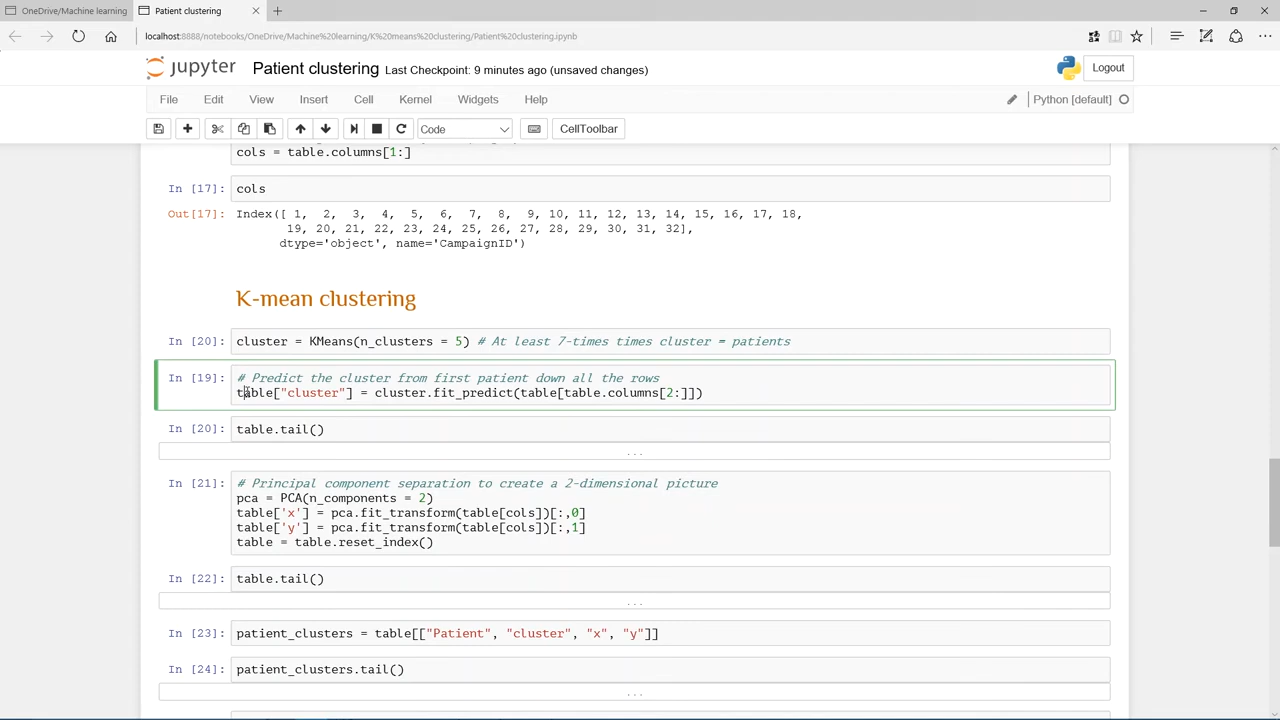 OneDrive/Machine learning
Patient clustering
localhost:8888/notebooks/OneDrive/Machine%20learning/K%20means%20clustering/Patient%20clustering.ipynb
jupyter Patient clustering Last Checkpoint: 9 minutes ago (unsaved changes)
Logout
File Edit View Insert Cell Kernel Widgets Help
Python [default]
Code
CellToolbar
cols = table.columns[1:]
In [17]: cols
Out[17]: Index([ 1, 2, 3, 4, 5, 6, 7, 8, 9, 10, 11, 12, 13, 14, 15, 16, 17, 18,
19, 20, 21, 22, 23, 24, 25, 26, 27, 28, 29, 30, 31, 32],
dtype='object', name='CampaignID')
K-mean clustering
In [20]: cluster = KMeans(n_clusters = 5) # At least 7-times times cluster = patients
In [19]: # Predict the cluster from first patient down all the rows
table["cluster"] = cluster.fit_predict(table[table.columns[2:]])
In [20]: table.tail()
...
In [21]: # Principal component separation to create a 2-dimensional picture
pca = PCA(n_components = 2)
table['x'] = pca.fit_transform(table[cols])[:,0]
table['y'] = pca.fit_transform(table[cols])[:,1]
table = table.reset_index()
In [22]: table.tail()
...
In [23]: patient_clusters = table[["Patient", "cluster", "x", "y"]]
In [24]: patient_clusters.tail()
...